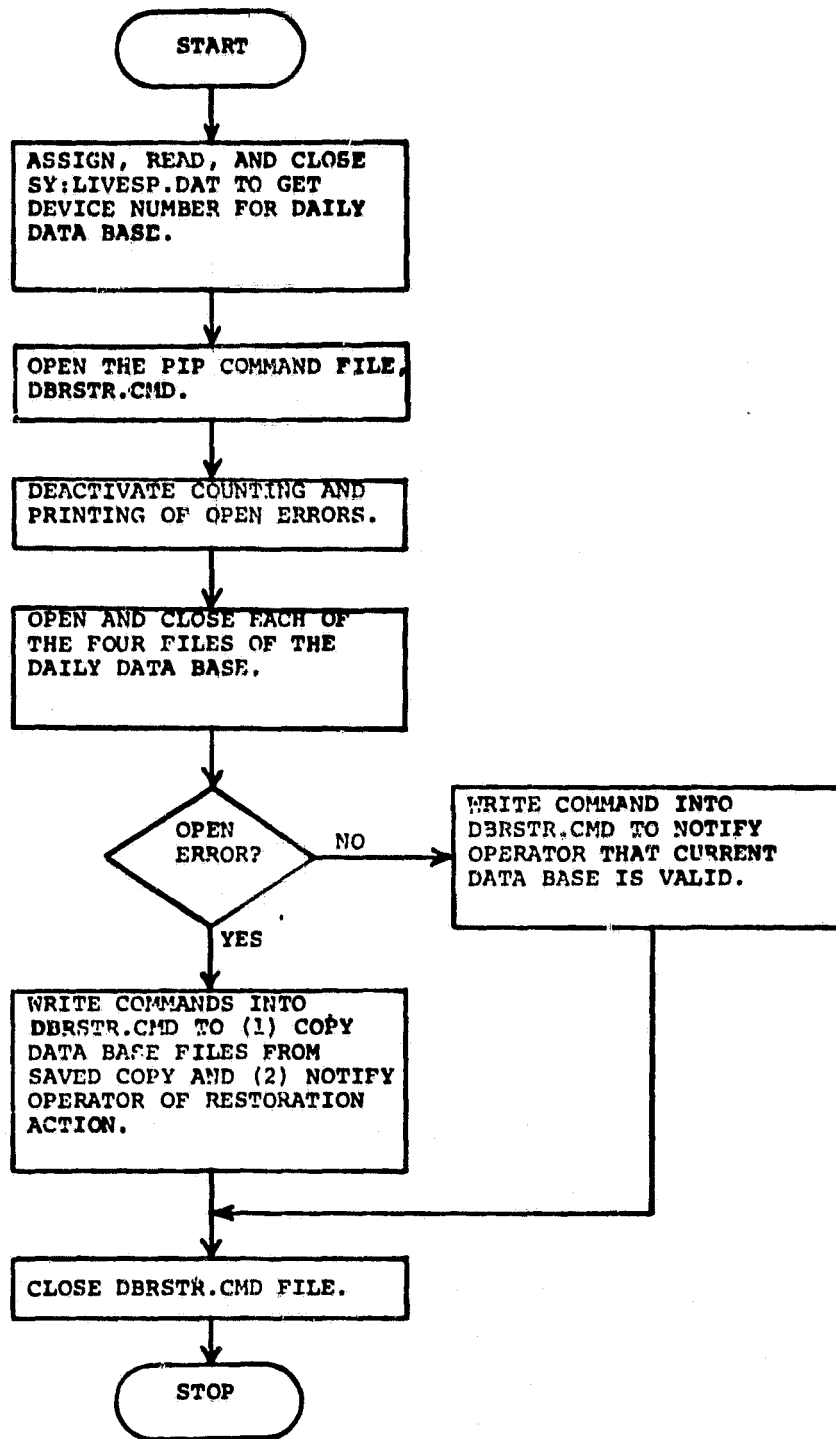 START
ASSIGN, READ, AND CLOSE
SY:LIVESP.DAT TO GET
DEVICE NUMBER FOR DAILY
DATA BASE.
OPEN THE PIP COMMAND FILE,
DBRSTR.CMD.
DEACTIVATE COUNTING AND
PRINTING OF OPEN ERRORS.
OPEN AND CLOSE EACH OF
THE FOUR FILES OF THE
DAILY DATA BASE.
OPEN
ERROR?
NO
WRITE COMMAND INTO
DBRSTR.CMD TO NOTIFY
OPERATOR THAT CURRENT
DATA BASE IS VALID.
YES
WRITE COMMANDS INTO
DBRSTR.CMD TO (1) COPY
DATA BASE FILES FROM
SAVED COPY AND (2) NOTIFY
OPERATOR OF RESTORATION
ACTION.
CLOSE DBRSTR.CMD FILE.
STOP